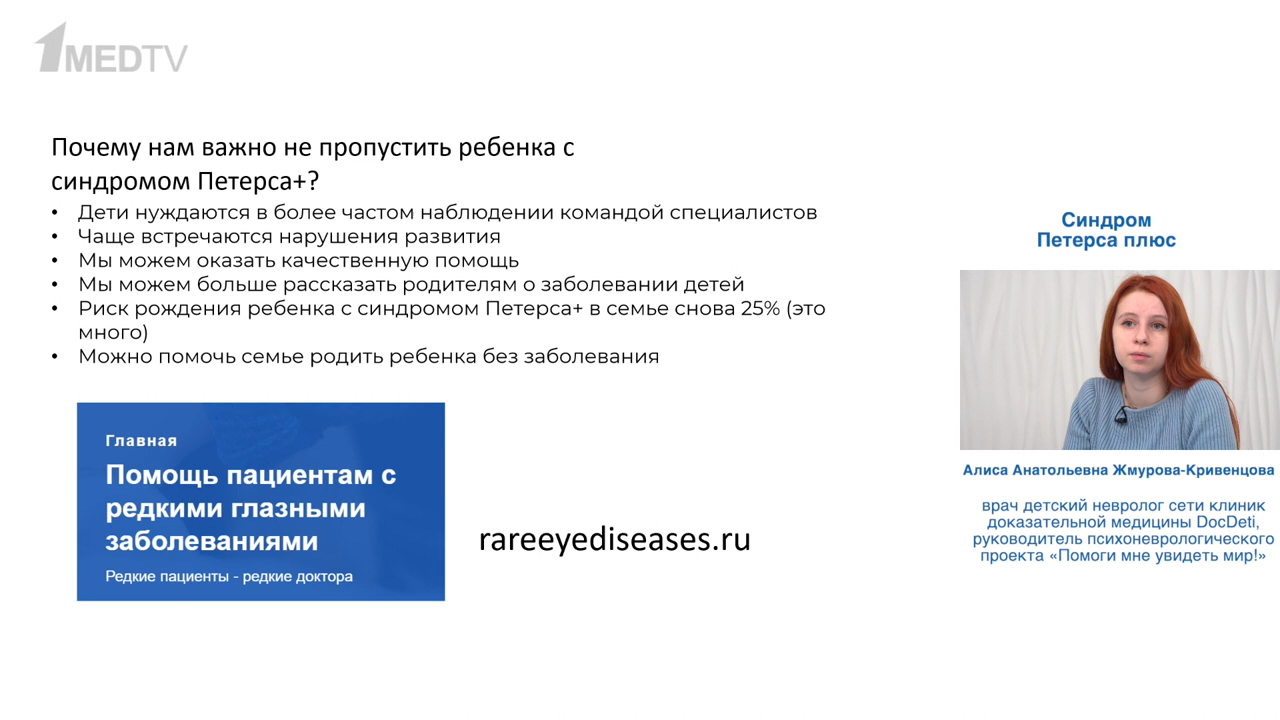 1MEDTV
Почему нам важно не пропустить ребенка с
синдромом Петерса+?
• Дети нуждаются в более частом наблюдении командой специалистов
• Чаще встречаются нарушения развития
• Мы можем оказать качественную помощь
• Мы можем больше рассказать родителям о заболевании детей
• Риск рождения ребенка с синдромом Петерса+ в семье снова 25% (это
много)
• Можно помочь семье родить ребенка без заболевания
Главная
Помощь пациентам с
редкими глазными
заболеваниями
Редкие пациенты - редкие доктора
rareeyediseases.ru
Синдром
Петерса плюс
Алиса Анатольевна Жмурова-Кривенцова
врач детский невролог сети клиник
доказательной медицины DocDeti,
руководитель психоневрологического
проекта «Помоги мне увидеть мир!»